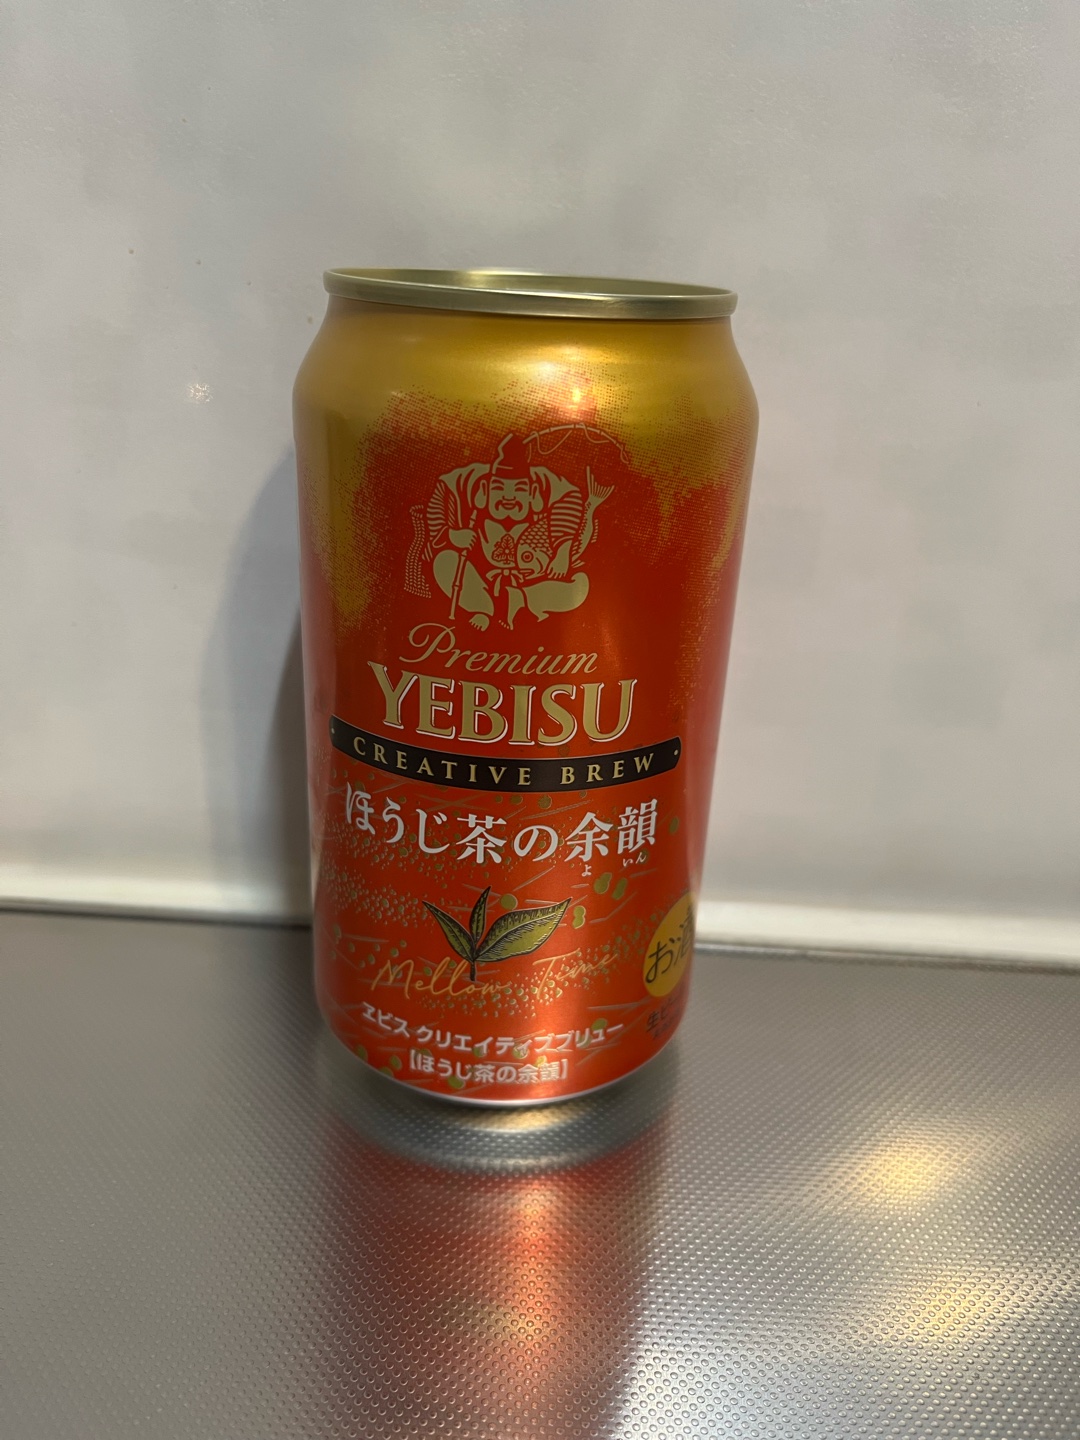 Premium
YEBISU
CREATIVE BREW
ほうじ茶の余韻
よいん
Mellow Time
お酒
ヱビス クリエイティブブリュー
【ほうじ茶の余韻】